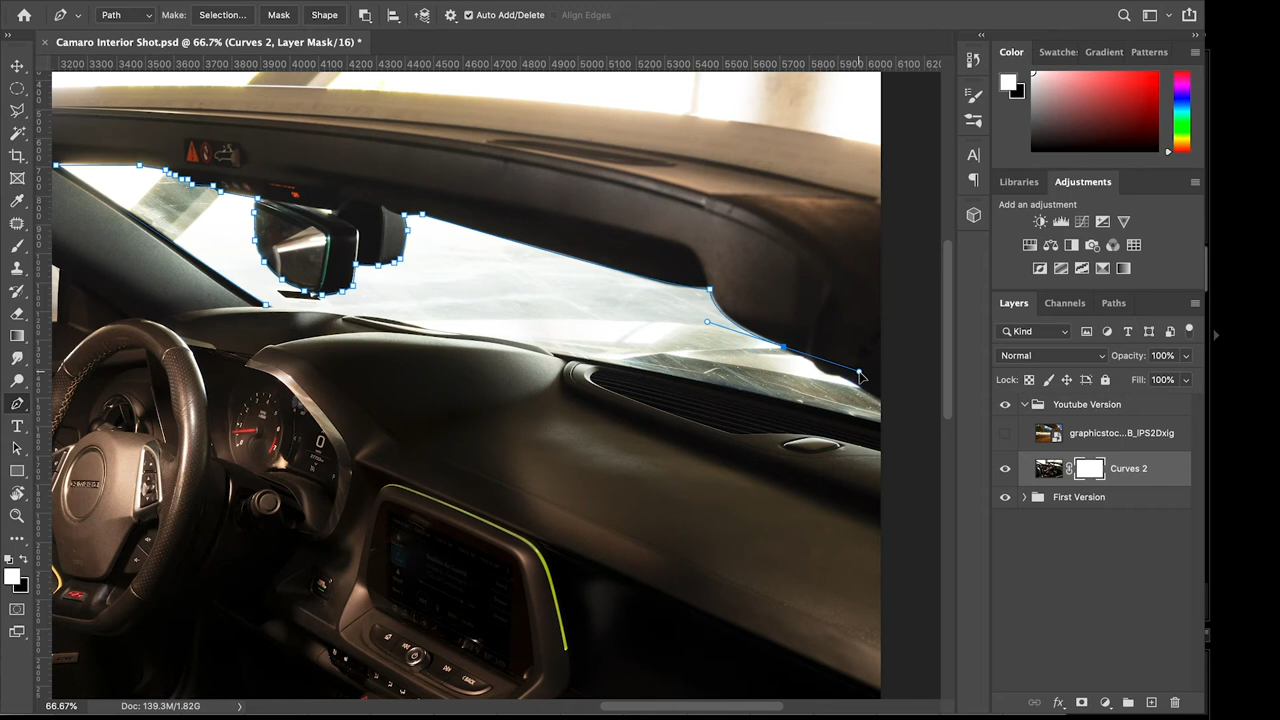 Path
Make:
Selection...
Mask
Shape
Auto Add/Delete
Align Edges
Camaro Interior Shot.psd @ 66.7% (Curves 2, Layer Mask/16) *
3200 3300 3400 3500 3600 3700 3800 3900 4000 4100 4200 4300 4400 4500 4600 4700 4800 4900 5000 5100 5200 5300 5400 5500 5600 5700 5800 5900 6000 6100
Color
Swatches
Gradient
Patterns
Libraries
Adjustments
Add an adjustment
Layers
Channels
Paths
Kind
Normal
Opacity: 100%
Lock:
Fill: 100%
Youtube Version
graphicstoc...B_lPS2Dxig
Curves 2
First Version
66.67%
Doc: 139.3M/1.82G